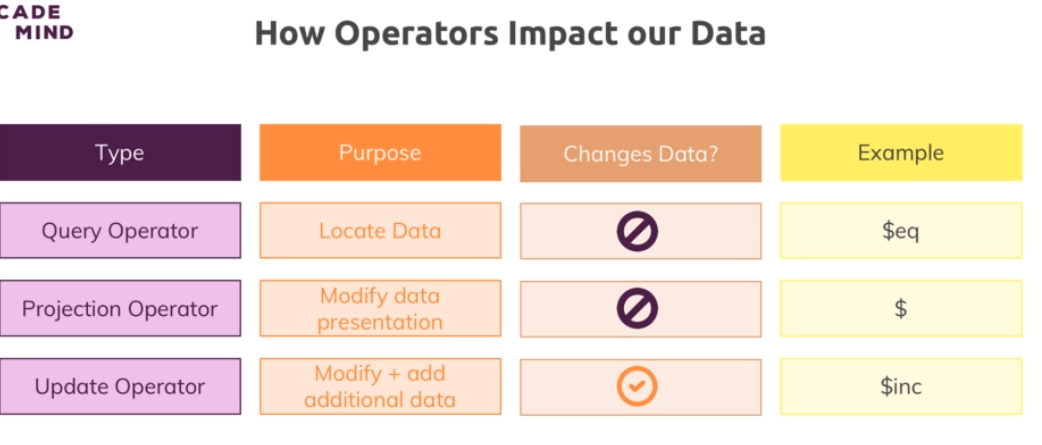 CADE
MIND
How Operators Impact our Data
Type
Purpose
Changes Data?
Example
Query Operator
Locate Data
$eq
Projection Operator
Modify data
presentation
$
Update Operator
Modify + add
additional data
$inc